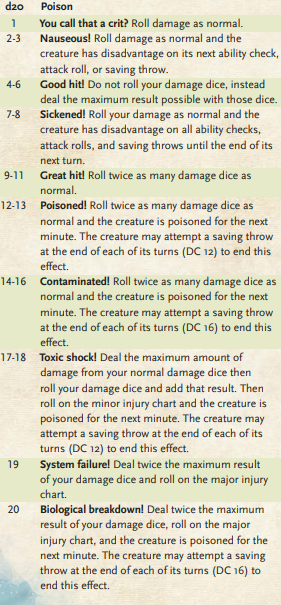 d20 Poison
1 You call that a crit? Roll damage as normal.
2-3 Nauseous! Roll damage as normal and the
creature has disadvantage on its next ability check,
attack roll, or saving throw.
4-6 Good hit! Do not roll your damage dice, instead
deal the maximum result possible with those dice.
7-8 Sickened! Roll your damage as normal and the
creature has disadvantage on all ability checks,
attack rolls, and saving throws until the end of its
next turn.
9-11 Great hit! Roll twice as many damage dice as
normal.
12-13 Poisoned! Roll twice as many damage dice as
normal and the creature is poisoned for the next
minute. The creature may attempt a saving throw
at the end of each of its turns (DC 12) to end this
effect.
14-16 Contaminated! Roll twice as many damage dice as
normal and the creature is poisoned for the next
minute. The creature may attempt a saving throw
at the end of each of its turns (DC 16) to end this
effect.
17-18 Toxic shock! Deal the maximum amount of
damage from your normal damage dice then
roll your damage dice and add that result. Then
roll on the minor injury chart and the creature is
poisoned for the next minute. The creature may
attempt a saving throw at the end of each of its
turns (DC 12) to end this effect.
19 System failure! Deal twice the maximum result
of your damage dice and roll on the major injury
chart.
20 Biological breakdown! Deal twice the maximum
result of your damage dice, roll on the major
injury chart, and the creature is poisoned for the
next minute. The creature may attempt a saving
throw at the end of each of its turns (DC 16) to
end this effect.